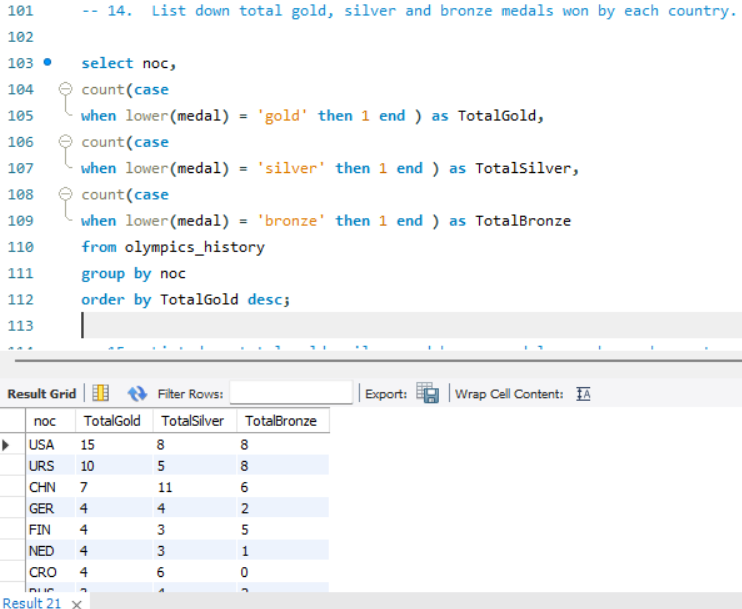 101 -- 14. List down total gold, silver and bronze medals won by each country.
102
103 select noc,
104 count(case
105 when lower(medal) = 'gold' then 1 end ) as TotalGold,
106 count(case
107 when lower(medal) = 'silver' then 1 end ) as TotalSilver,
108 count(case
109 when lower(medal) = 'bronze' then 1 end ) as TotalBronze
110 from olympics_history
111 group by noc
112 order by TotalGold desc;
113
Result Grid Filter Rows: Export: Wrap Cell Content: IA
noc TotalGold TotalSilver TotalBronze
USA 15 8 8
URS 10 5 8
CHN 7 11 6
GER 4 4 2
FIN 4 3 5
NED 4 3 1
CRO 4 6 0
Result 21 ×